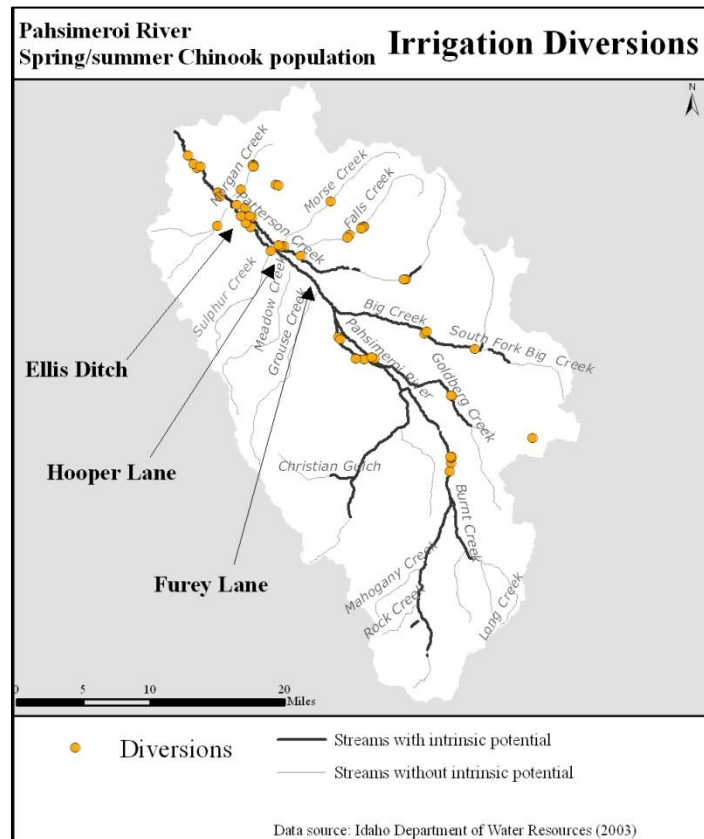 Pahsimeroi River
Spring/summer Chinook population
Irrigation Diversions
N
Morgan Creek
Morse Creek
Falls Creek
Patterson Creek
Sulphur Creek
Meadow Creek
Grouse Creek
Big Creek
South Fork Big Creek
Pahsimeroi River
Goldberg Creek
Ellis Ditch
Hooper Lane
Christian Gulch
Furey Lane
Burnt Creek
Mahogany Creek
Rock Creek
Long Creek
0 5 10 20
Miles
Diversions
Streams with intrinsic potential
Streams without intrinsic potential
Data source: Idaho Department of Water Resources (2003)